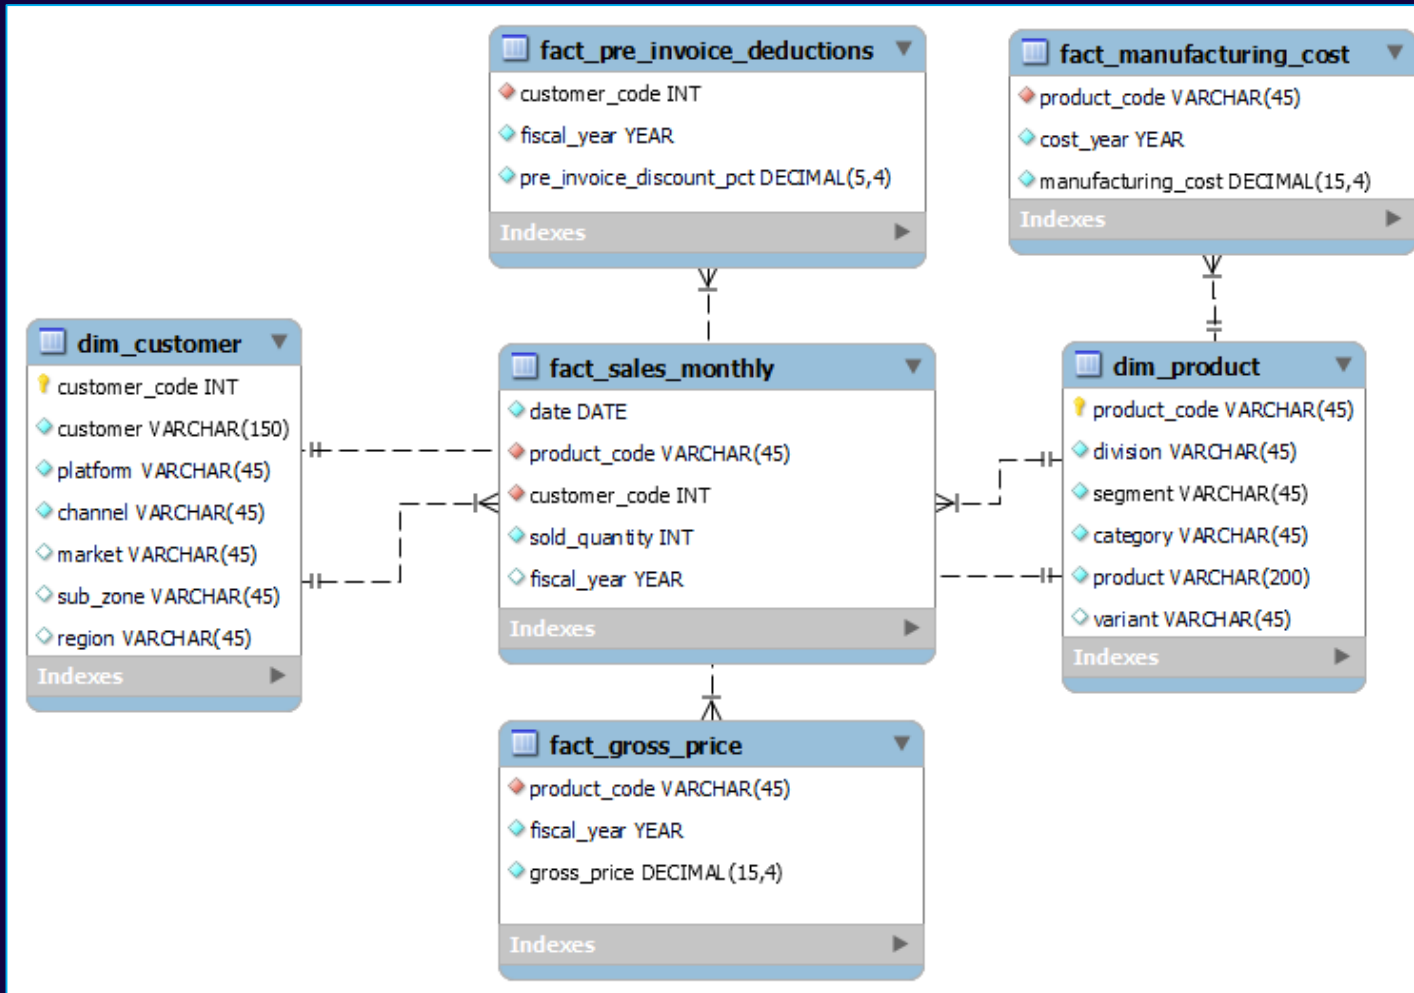 fact_pre_invoice_deductions
customer_code INT
fiscal_year YEAR
pre_invoice_discount_pct DECIMAL(5,4)
Indexes
fact_manufacturing_cost
product_code VARCHAR(45)
cost_year YEAR
manufacturing_cost DECIMAL(15,4)
Indexes
dim_customer
customer_code INT
customer VARCHAR(150)
platform VARCHAR(45)
channel VARCHAR(45)
market VARCHAR(45)
sub_zone VARCHAR(45)
region VARCHAR(45)
Indexes
fact_sales_monthly
date DATE
product_code VARCHAR(45)
customer_code INT
sold_quantity INT
fiscal_year YEAR
Indexes
dim_product
product_code VARCHAR(45)
division VARCHAR(45)
segment VARCHAR(45)
category VARCHAR(45)
product VARCHAR(200)
variant VARCHAR(45)
Indexes
fact_gross_price
product_code VARCHAR(45)
fiscal_year YEAR
gross_price DECIMAL(15,4)
Indexes